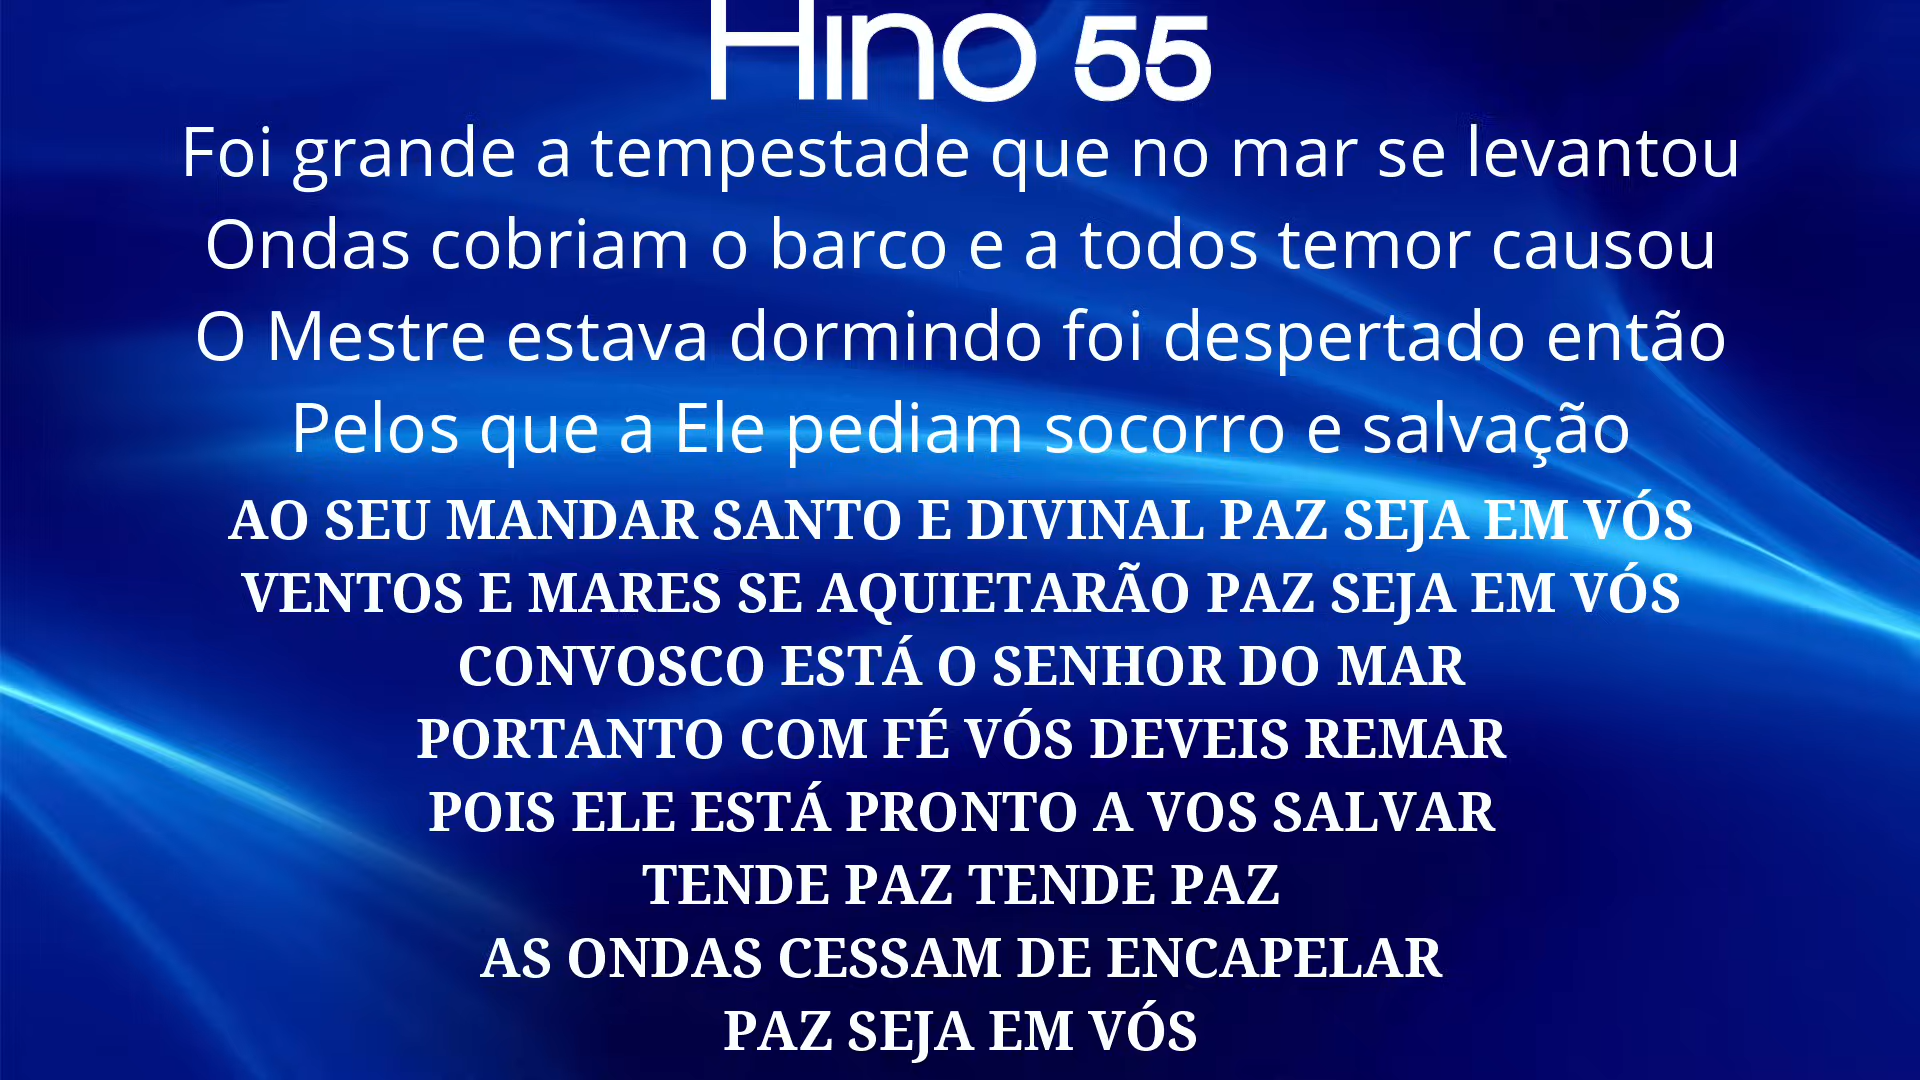 Hino 55
Foi grande a tempestade que no mar se levantou
Ondas cobriam o barco e a todos temor causou
O Mestre estava dormindo foi despertado então
Pelos que a Ele pediam socorro e salvação
AO SEU MANDAR SANTO E DIVINAL PAZ SEJA EM VÓS
VENTOS E MARES SE AQUIETARÃO PAZ SEJA EM VÓS
CONVOSCO ESTÁ O SENHOR DO MAR
PORTANTO COM FÉ VÓS DEVEIS REMAR
POIS ELE ESTÁ PRONTO A VOS SALVAR
TENDE PAZ TENDE PAZ
AS ONDAS CESSAM DE ENCAPELAR
PAZ SEJA EM VÓS